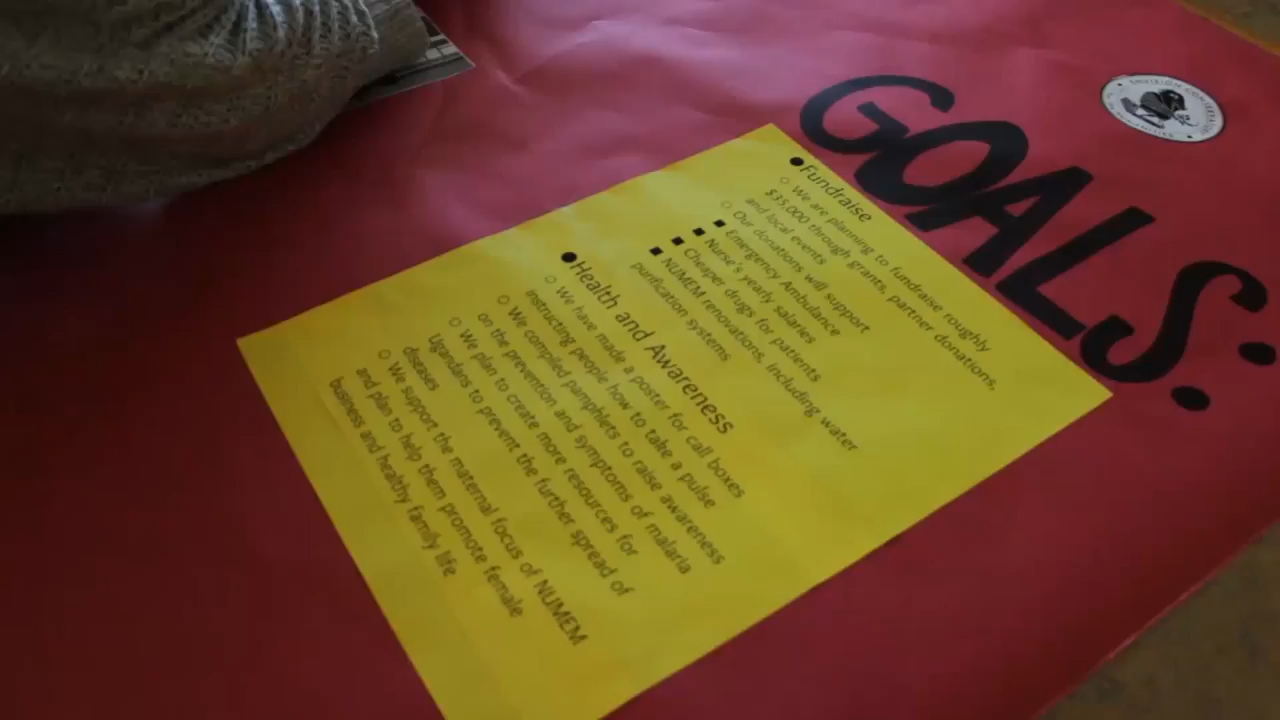 GOALS:
●Fundraise
○ We are planning to fundraise roughly
$35,000 through grants, partner donations,
and local events
○ Our donations will support
■ Emergency Ambulance
■ Nurse's yearly salaries
■ Cheaper drugs for patients
■ NUMEM renovations, including water
purification systems
●Health and Awareness
○ We have made a poster for call boxes
instructing people how to take a pulse
○ We compiled pamphlets to raise awareness
on the prevention and symptoms of malaria
○ We plan to create more resources for
Ugandans to prevent the further spread of
diseases
○ We support the maternal focus of NUMEM
and plan to help them promote female
business and healthy family life